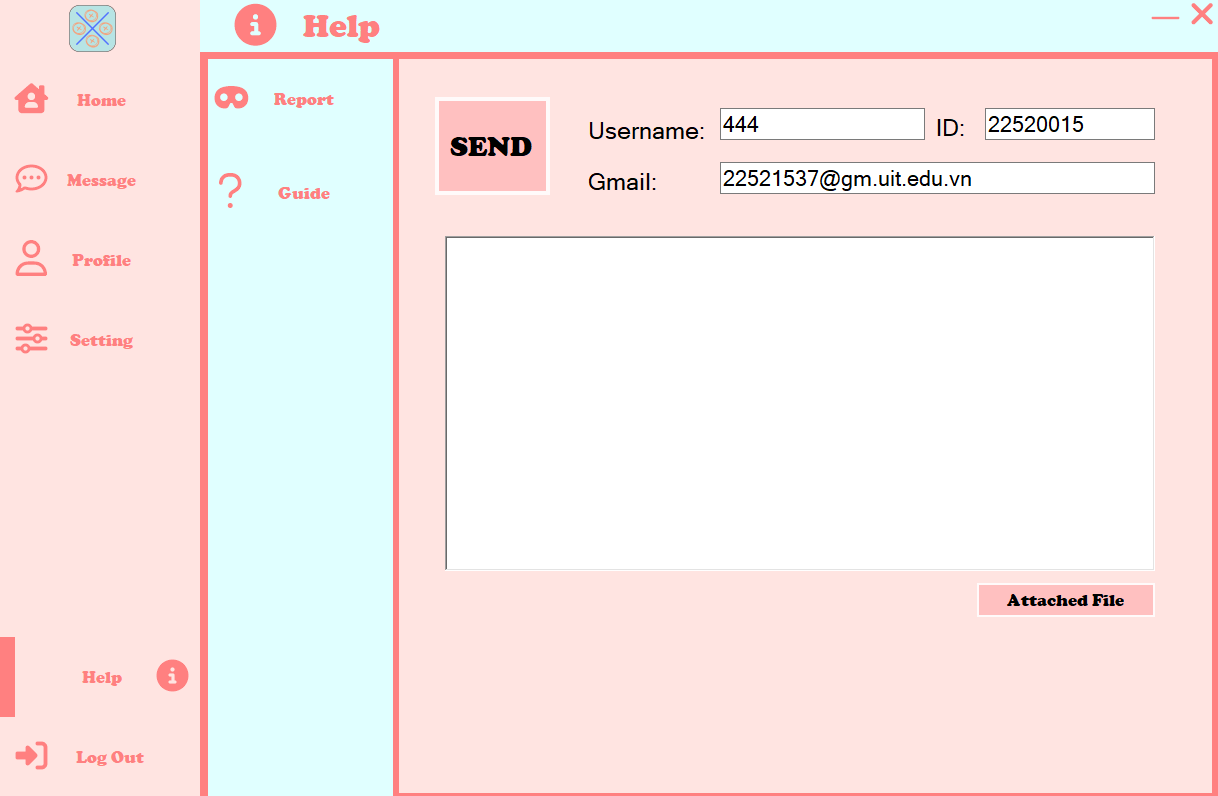 Help
Home
Message
Profile
Setting
Help
Log Out
Report
Guide
SEND
Username: 444 ID: 22520015
Gmail: 22521537@gm.uit.edu.vn
Attached File